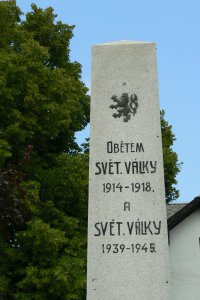 OBĚTEM
SVĚT. VÁLKY
1914-1918.
A
SVĚT. VÁLKY
1939-1945.